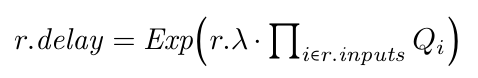 r.delay = Exp(r.λ · ∏_{i∈r.inputs} Q_i)